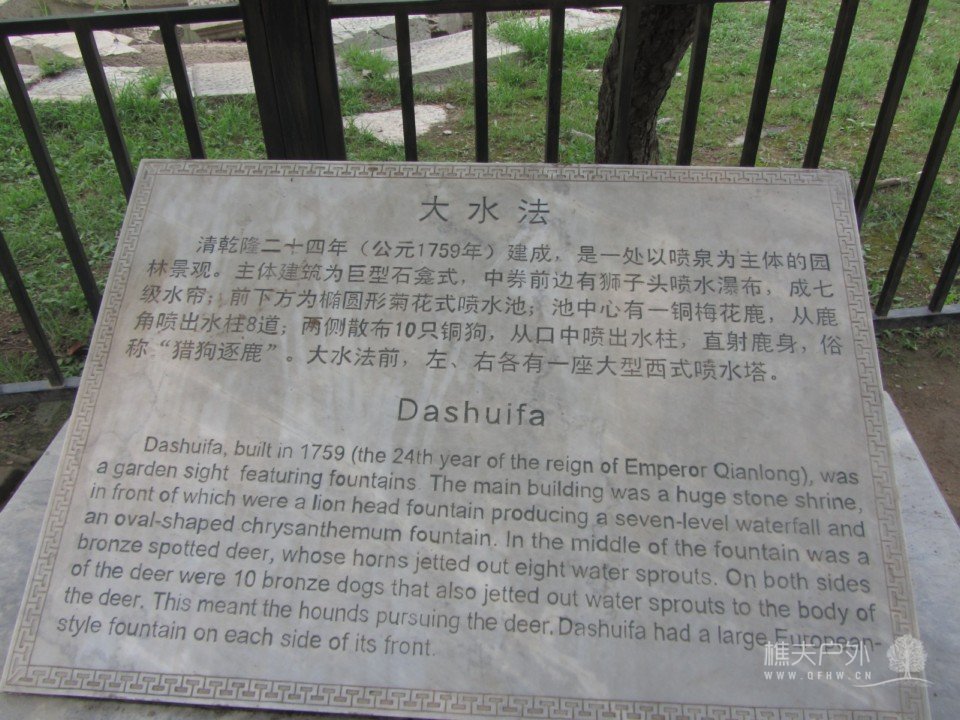 大水法
清乾隆二十四年（公元1759年）建成，是一处以喷泉为主体的园
林景观。主体建筑为巨型石龛式，中券前边有狮子头喷水瀑布，成七
级水帘；前下方为椭圆形菊花式喷水池；池中心有一铜梅花鹿，从鹿
角喷出水柱8道；两侧散布10只铜狗，从口中喷出水柱，直射鹿身，俗
称“猎狗逐鹿”。大水法前，左、右各有一座大型西式喷水塔。
Dashuifa
Dashuifa, built in 1759 (the 24th year of the reign of Emperor Qianlong), was
a garden sight featuring fountains The main building was a huge stone shrine,
in front of which were a lion head fountain producing a seven-level waterfall and
an oval-shaped chrysanthemum fountain. In the middle of the fountain was a
bronze spotted deer, whose horns jetted out eight water sprouts. On both sides
of the deer were 10 bronze dogs that also jetted out water sprouts to the body of
the deer. This meant the hounds pursuing the deer. Dashuifa had a large European-
style fountain on each side of its front.
樵夫户外
WWW.QFHW.CN